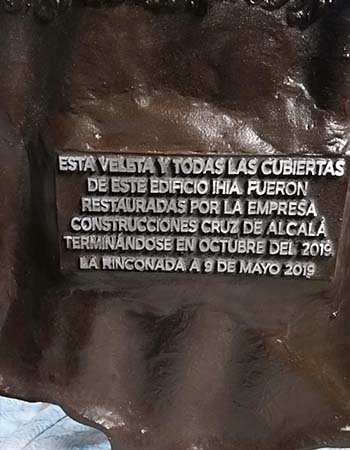 ESTA VELETA Y TODAS LAS CUBIERTAS
DE ESTE EDIFICIO IHIA. FUERON
RESTAURADAS POR LA EMPRESA
CONSTRUCCIONES CRUZ DE ALCALÁ
TERMINÁNDOSE EN OCTUBRE DEL 2019.
LA RINCONADA A 9 DE MAYO 2019